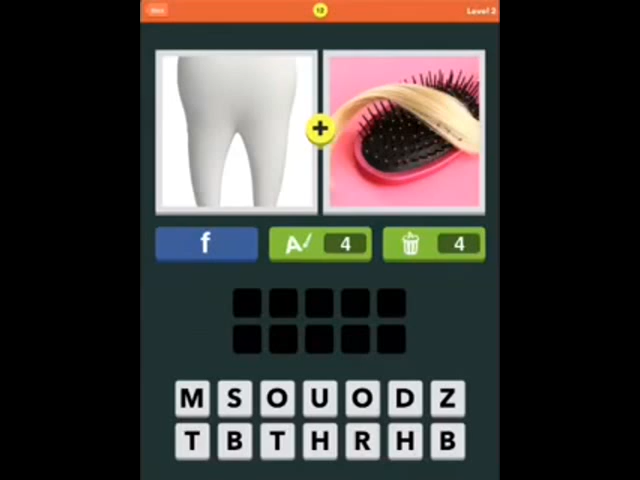 12
Level 2
+
f
A 4
4
M S O U O D Z
T B T H R H B